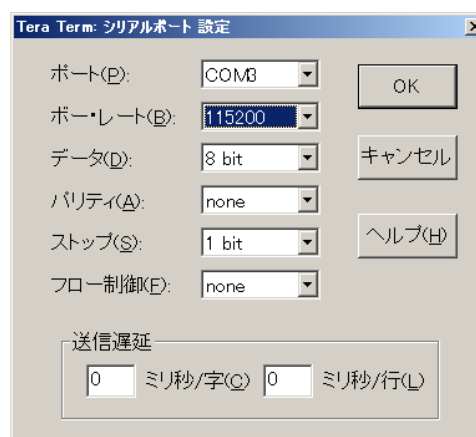 Tera Term: シリアルポート 設定
ポート(P): COM3
OK
ボー・レート(B): 115200
データ(D): 8 bit
キャンセル
パリティ(A): none
ストップ(S): 1 bit
ヘルプ(H)
フロー制御(F): none
送信遅延
0 ミリ秒/字(C) 0 ミリ秒/行(L)